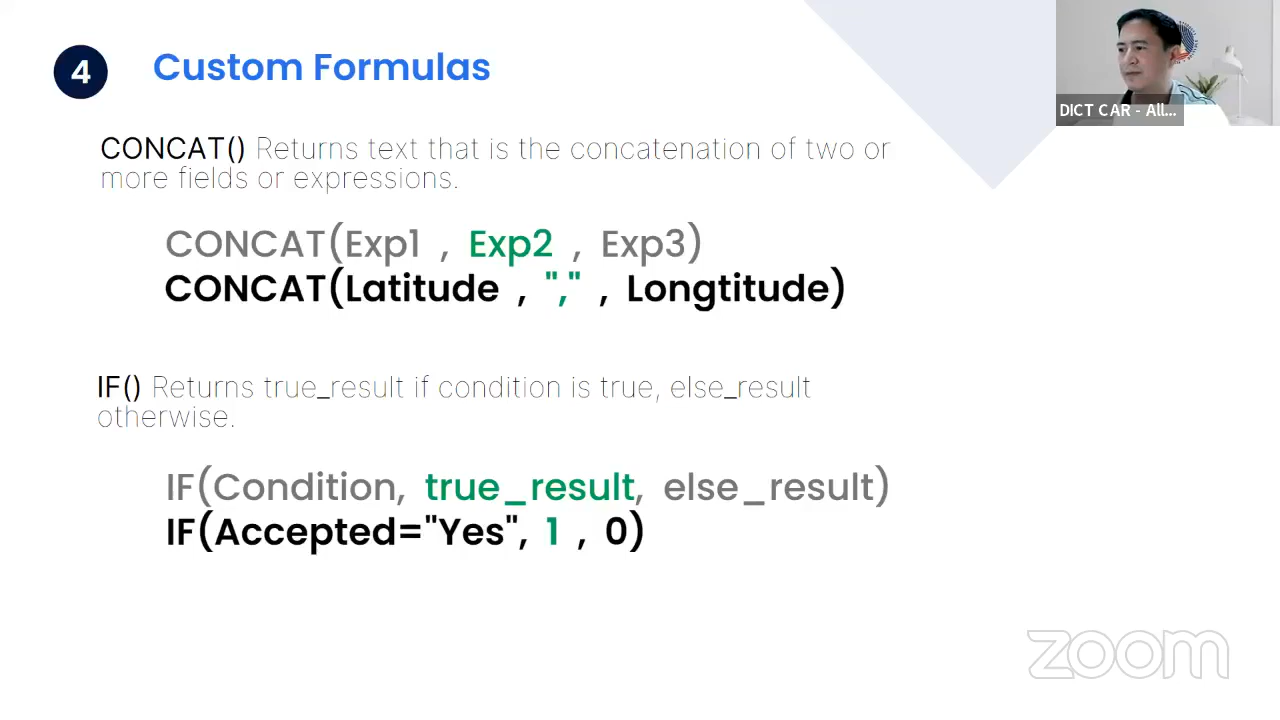 4 Custom Formulas
DICT CAR - All...
CONCAT() Returns text that is the concatenation of two or
more fields or expressions.
CONCAT(Exp1 , Exp2 , Exp3)
CONCAT(Latitude , "," , Longtitude)
IF() Returns true_result if condition is true, else_result
otherwise.
IF(Condition, true_result, else_result)
IF(Accepted="Yes", 1 , 0)
zoom